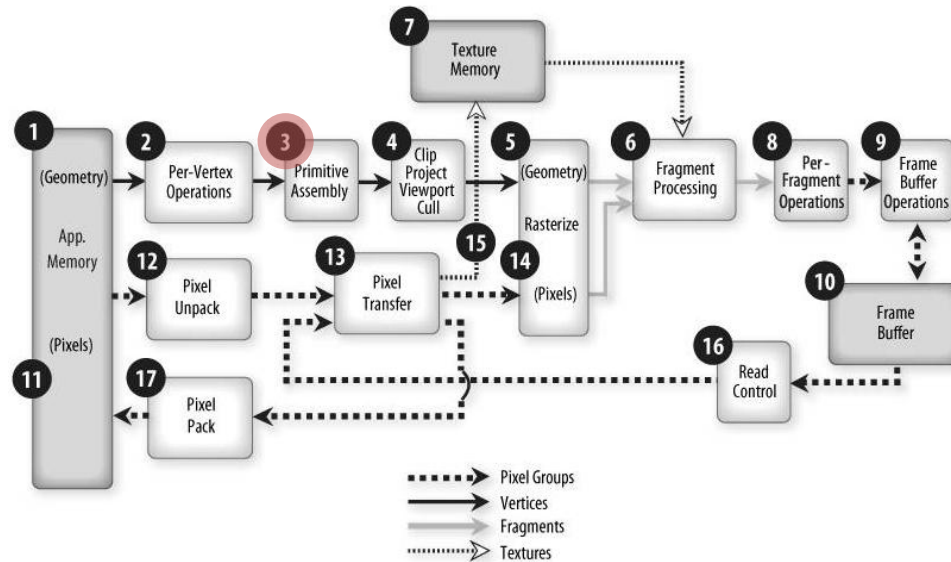 7
Texture
Memory
1
(Geometry)
App.
Memory
(Pixels)
11
2
Per-Vertex
Operations
3
Primitive
Assembly
4
Clip
Project
Viewport
Cull
5
(Geometry)
Rasterize
14
(Pixels)
6
Fragment
Processing
8
Per-
Fragment
Operations
9
Frame
Buffer
Operations
12
Pixel
Unpack
13
Pixel
Transfer
15
10
Frame
Buffer
16
Read
Control
17
Pixel
Pack
Pixel Groups
Vertices
Fragments
Textures